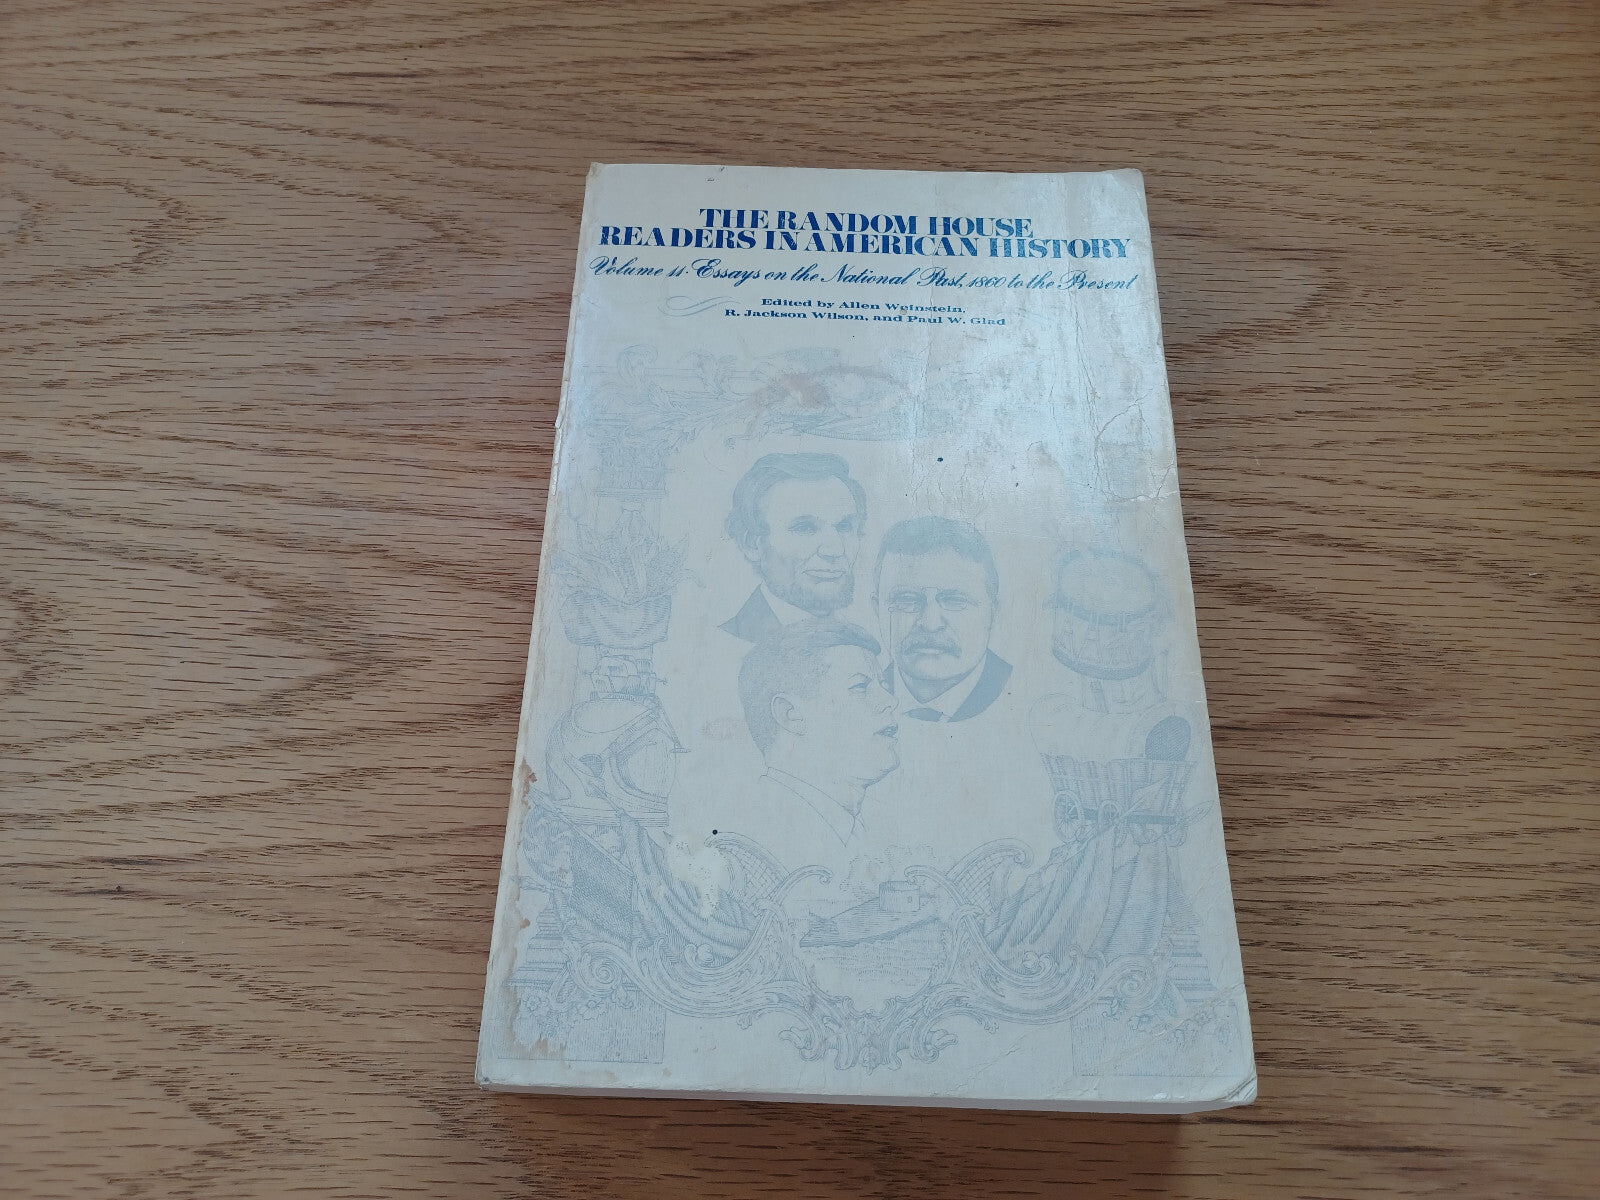 THE RANDOM HOUSE
READERS IN AMERICAN HISTORY
Volume II. Essays on the National Past, 1860 to the Present
Edited by Allen Weinstein,
R. Jackson Wilson, and Paul W. Glad